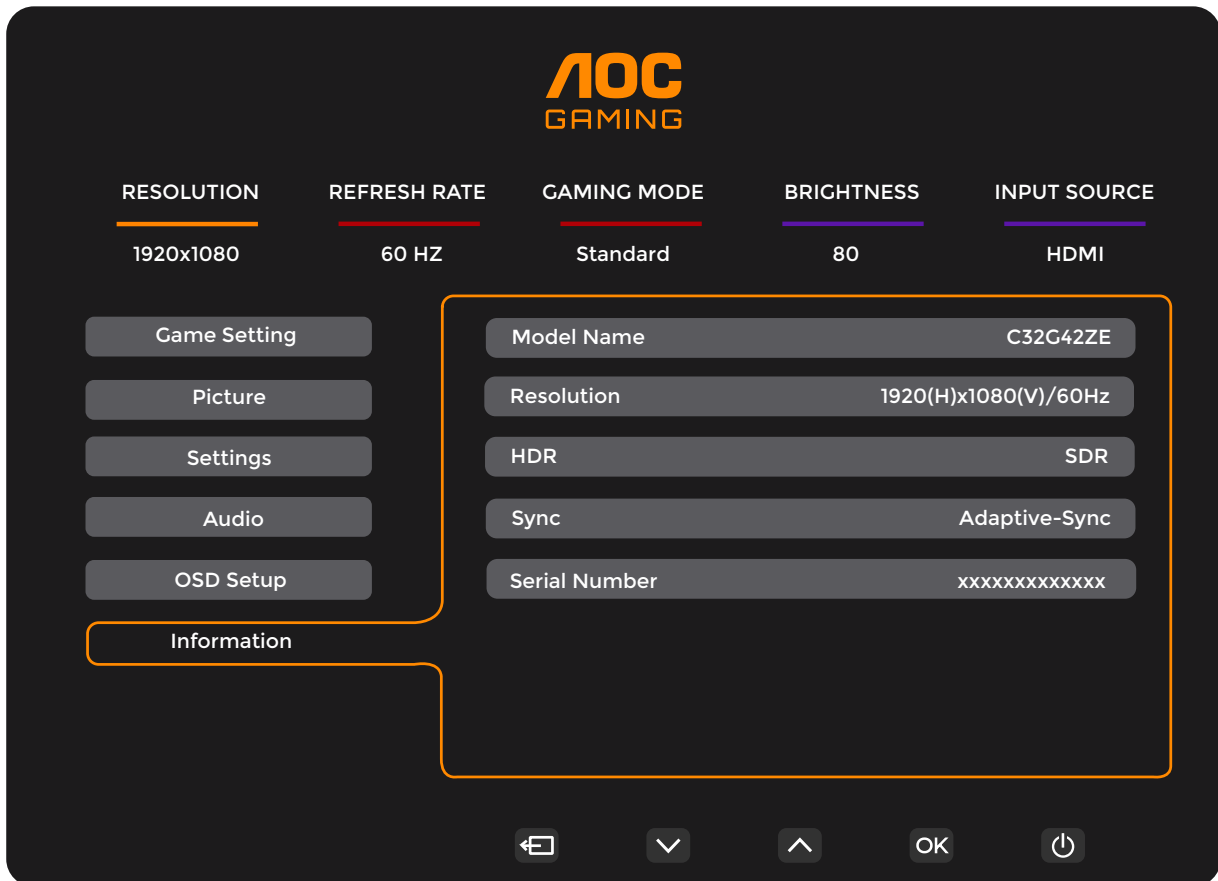 AOC
GAMING
RESOLUTION REFRESH RATE GAMING MODE BRIGHTNESS INPUT SOURCE
1920x1080 60 HZ Standard 80 HDMI
Game Setting
Picture
Settings
Audio
OSD Setup
Information
Model Name C32G42ZE
Resolution 1920(H)x1080(V)/60Hz
HDR SDR
Sync Adaptive-Sync
Serial Number xxxxxxxxxxxxx
OK